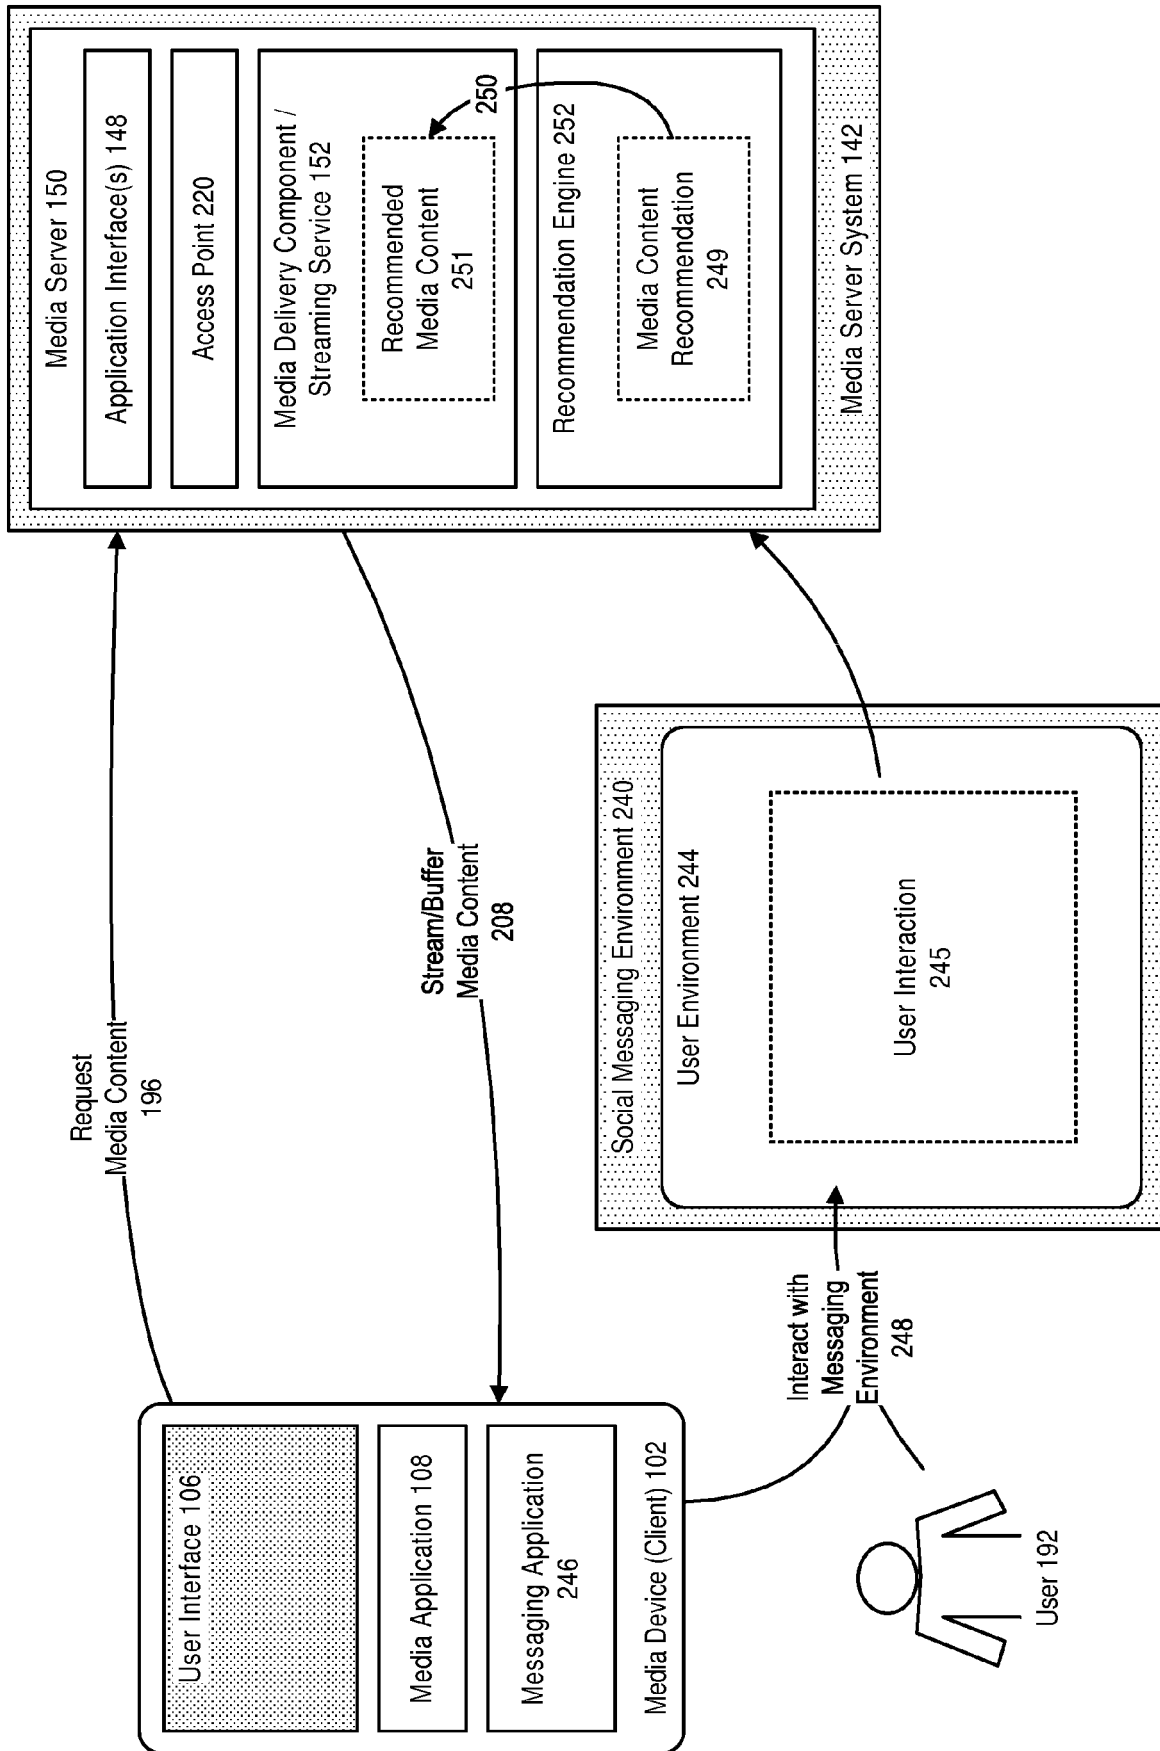 User Interface 106
Media Application 108
Messaging Application
246
Media Device (Client) 102
User 192
Request
Media Content
196
Stream/Buffer
Media Content
208
Interact with
Messaging
Environment
248
Social Messaging Environment 240
User Environment 244
User Interaction
245
Media Server 150
Application Interface(s) 148
Access Point 220
Media Delivery Component /
Streaming Service 152
Recommended
Media Content
251
250
Recommendation Engine 252
Media Content
Recommendation
249
Media Server System 142